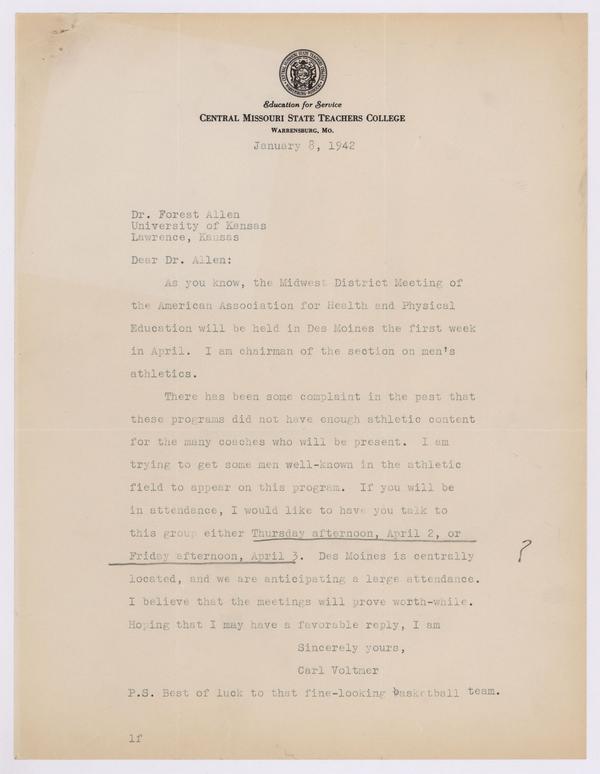 Education for Service
CENTRAL MISSOURI STATE TEACHERS COLLEGE
WARRENSBURG, MO.
January 8, 1942
Dr. Forest Allen
University of Kansas
Lawrence, Kansas
Dear Dr. Allen:
As you know, the Midwest District Meeting of
the American Association for Health and Physical
Education will be held in Des Moines the first week
in April. I am chairman of the section on men's
athletics.
There has been some complaint in the past that
these programs did not have enough athletic content
for the many coaches who will be present. I am
trying to get some men well-known in the athletic
field to appear on this program. If you will be
in attendance, I would like to have you talk to
this group either Thursday afternoon, April 2, or
Friday afternoon, April 3. Des Moines is centrally
?
located, and we are anticipating a large attendance.
I believe that the meetings will prove worth-while.
Hoping that I may have a favorable reply, I am
Sincerely yours,
Carl Voltmer
P.S. Best of luck to that fine-looking basketball team.
lf